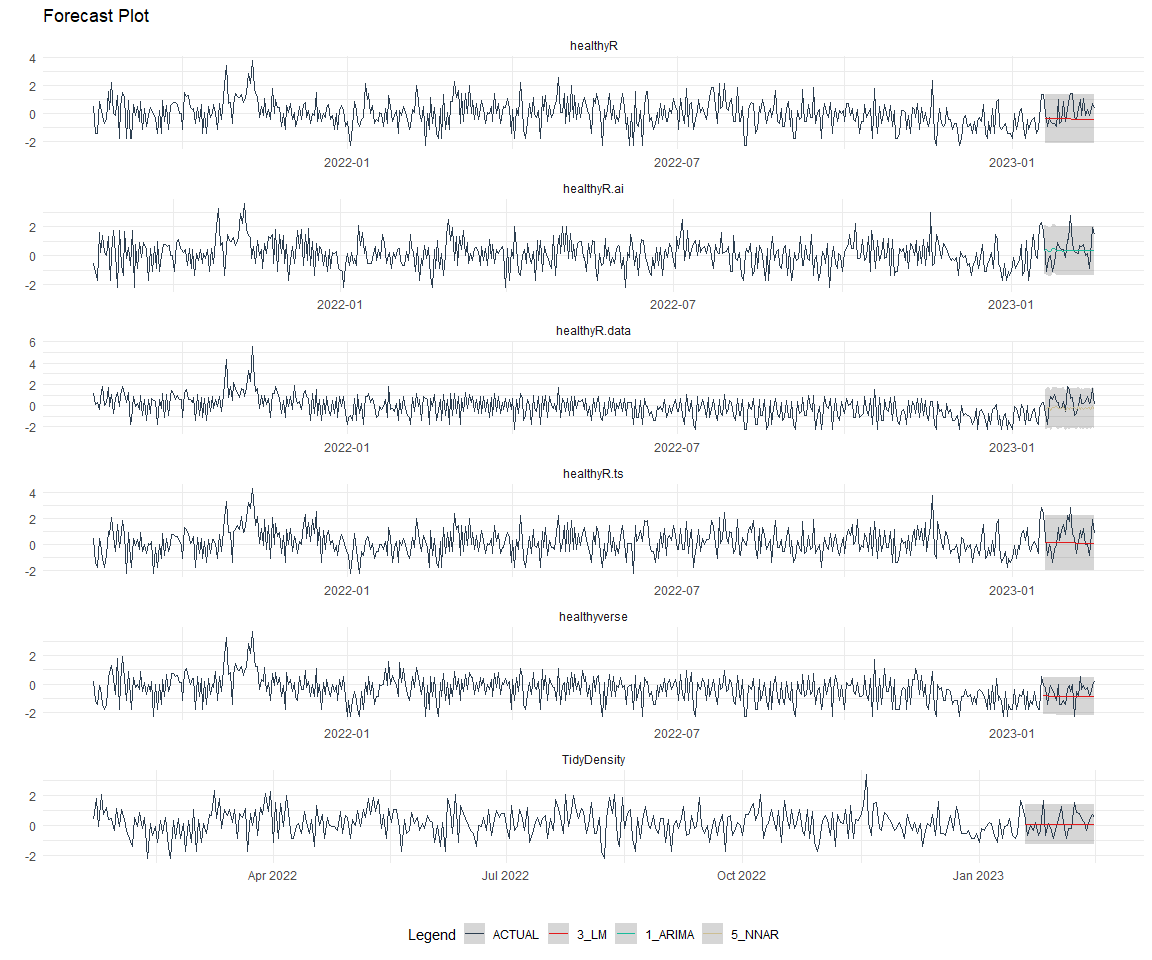 Forecast Plot
healthyR
4
2
0
-2
2022-01 2022-07 2023-01
healthyR.ai
2
0
-2
2022-01 2022-07 2023-01
healthyR.data
6
4
2
0
-2
2022-01 2022-07 2023-01
healthyR.ts
4
2
0
-2
2022-01 2022-07 2023-01
healthyverse
2
0
-2
2022-01 2022-07 2023-01
TidyDensity
2
0
-2
Apr 2022 Jul 2022 Oct 2022 Jan 2023
Legend ACTUAL 3_LM 1_ARIMA 5_NNAR